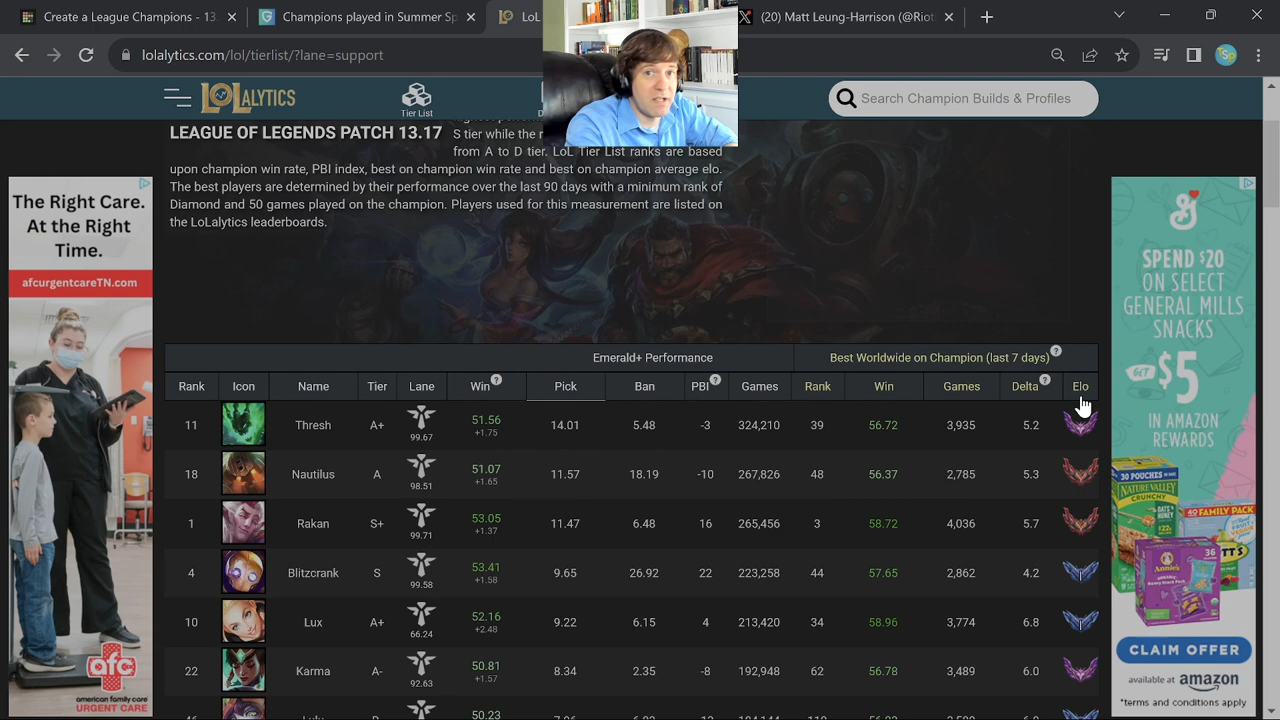 Create a League Champions - 13
Champions played in Summer S
LoL
X (20) Matt Leung-Harrison (@Riot
lolalytics.com/lol/tierlist/?lane=support
LOLALYTICS
Tier List
Search Champion Builds & Profiles
LEAGUE OF LEGENDS PATCH 13.17
S tier while the r
from A to D tier. LoL Tier List ranks are based
upon champion win rate, PBI index, best on champion win rate and best on champion average elo.
The best players are determined by their performance over the last 90 days with a minimum rank of
Diamond and 50 games played on the champion. Players used for this measurement are listed on
the LoLalytics leaderboards.
Emerald+ Performance
Best Worldwide on Champion (last 7 days)
Rank Icon Name Tier Lane Win Pick Ban PBI Games Rank Win Games Delta Elo
11 Thresh A+ 99.67 51.56 +1.75 14.01 5.48 -3 324,210 39 56.72 3,935 5.2
18 Nautilus A 98.51 51.07 +1.65 11.57 18.19 -10 267,826 48 56.87 2,785 5.3
1 Rakan S+ 99.71 53.05 +1.37 11.47 6.48 16 265,456 3 58.72 4,036 5.7
4 Blitzcrank S 99.58 53.41 +1.58 9.65 26.92 22 223,258 44 57.65 2,862 4.2
10 Lux A+ 66.24 52.16 +2.48 9.22 6.15 4 213,420 34 58.96 3,774 6.8
22 Karma A- 92.63 50.81 +1.57 8.34 2.35 -8 192,948 62 56.78 3,489 6.0
50.23
The Right Care.
At the Right
Time.
afcurgentcareTN.com
afc
american family care
URGENT CARE
G
SPEND $20
ON SELECT
GENERAL MILLS
SNACKS
GET $5
IN AMAZON
REWARDS
30 POUCHES
NATURE VALLEY
CRUNCHY
FAMILY PACK
Annie's
36
CLAIM OFFER
available at amazon
*terms and conditions apply